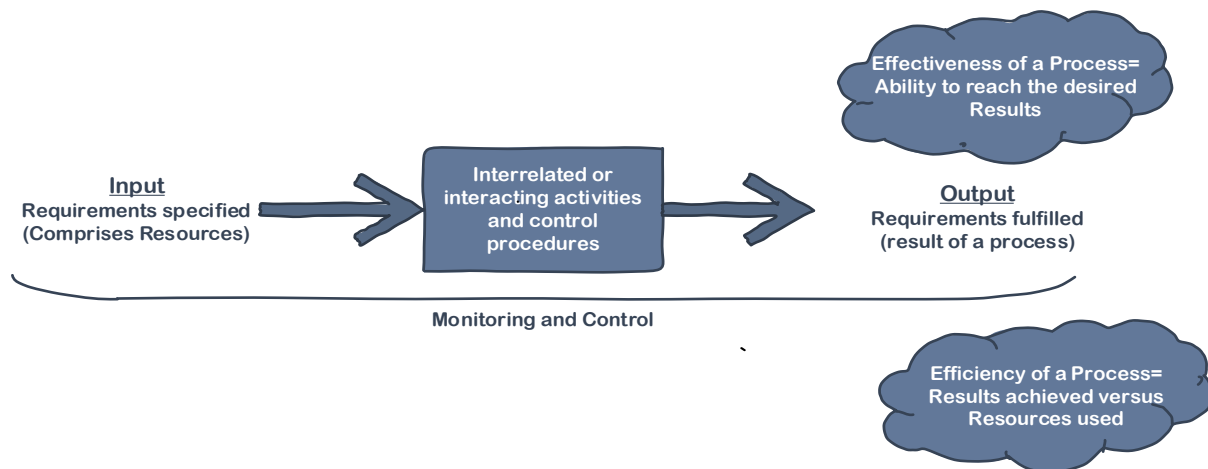 Effectiveness of a Process=
Ability to reach the desired
Results
Input
Requirements specified
(Comprises Resources)
Interrelated or
interacting activities
and control
procedures
Output
Requirements fulfilled
(result of a process)
Monitoring and Control
Efficiency of a Process=
Results achieved versus
Resources used